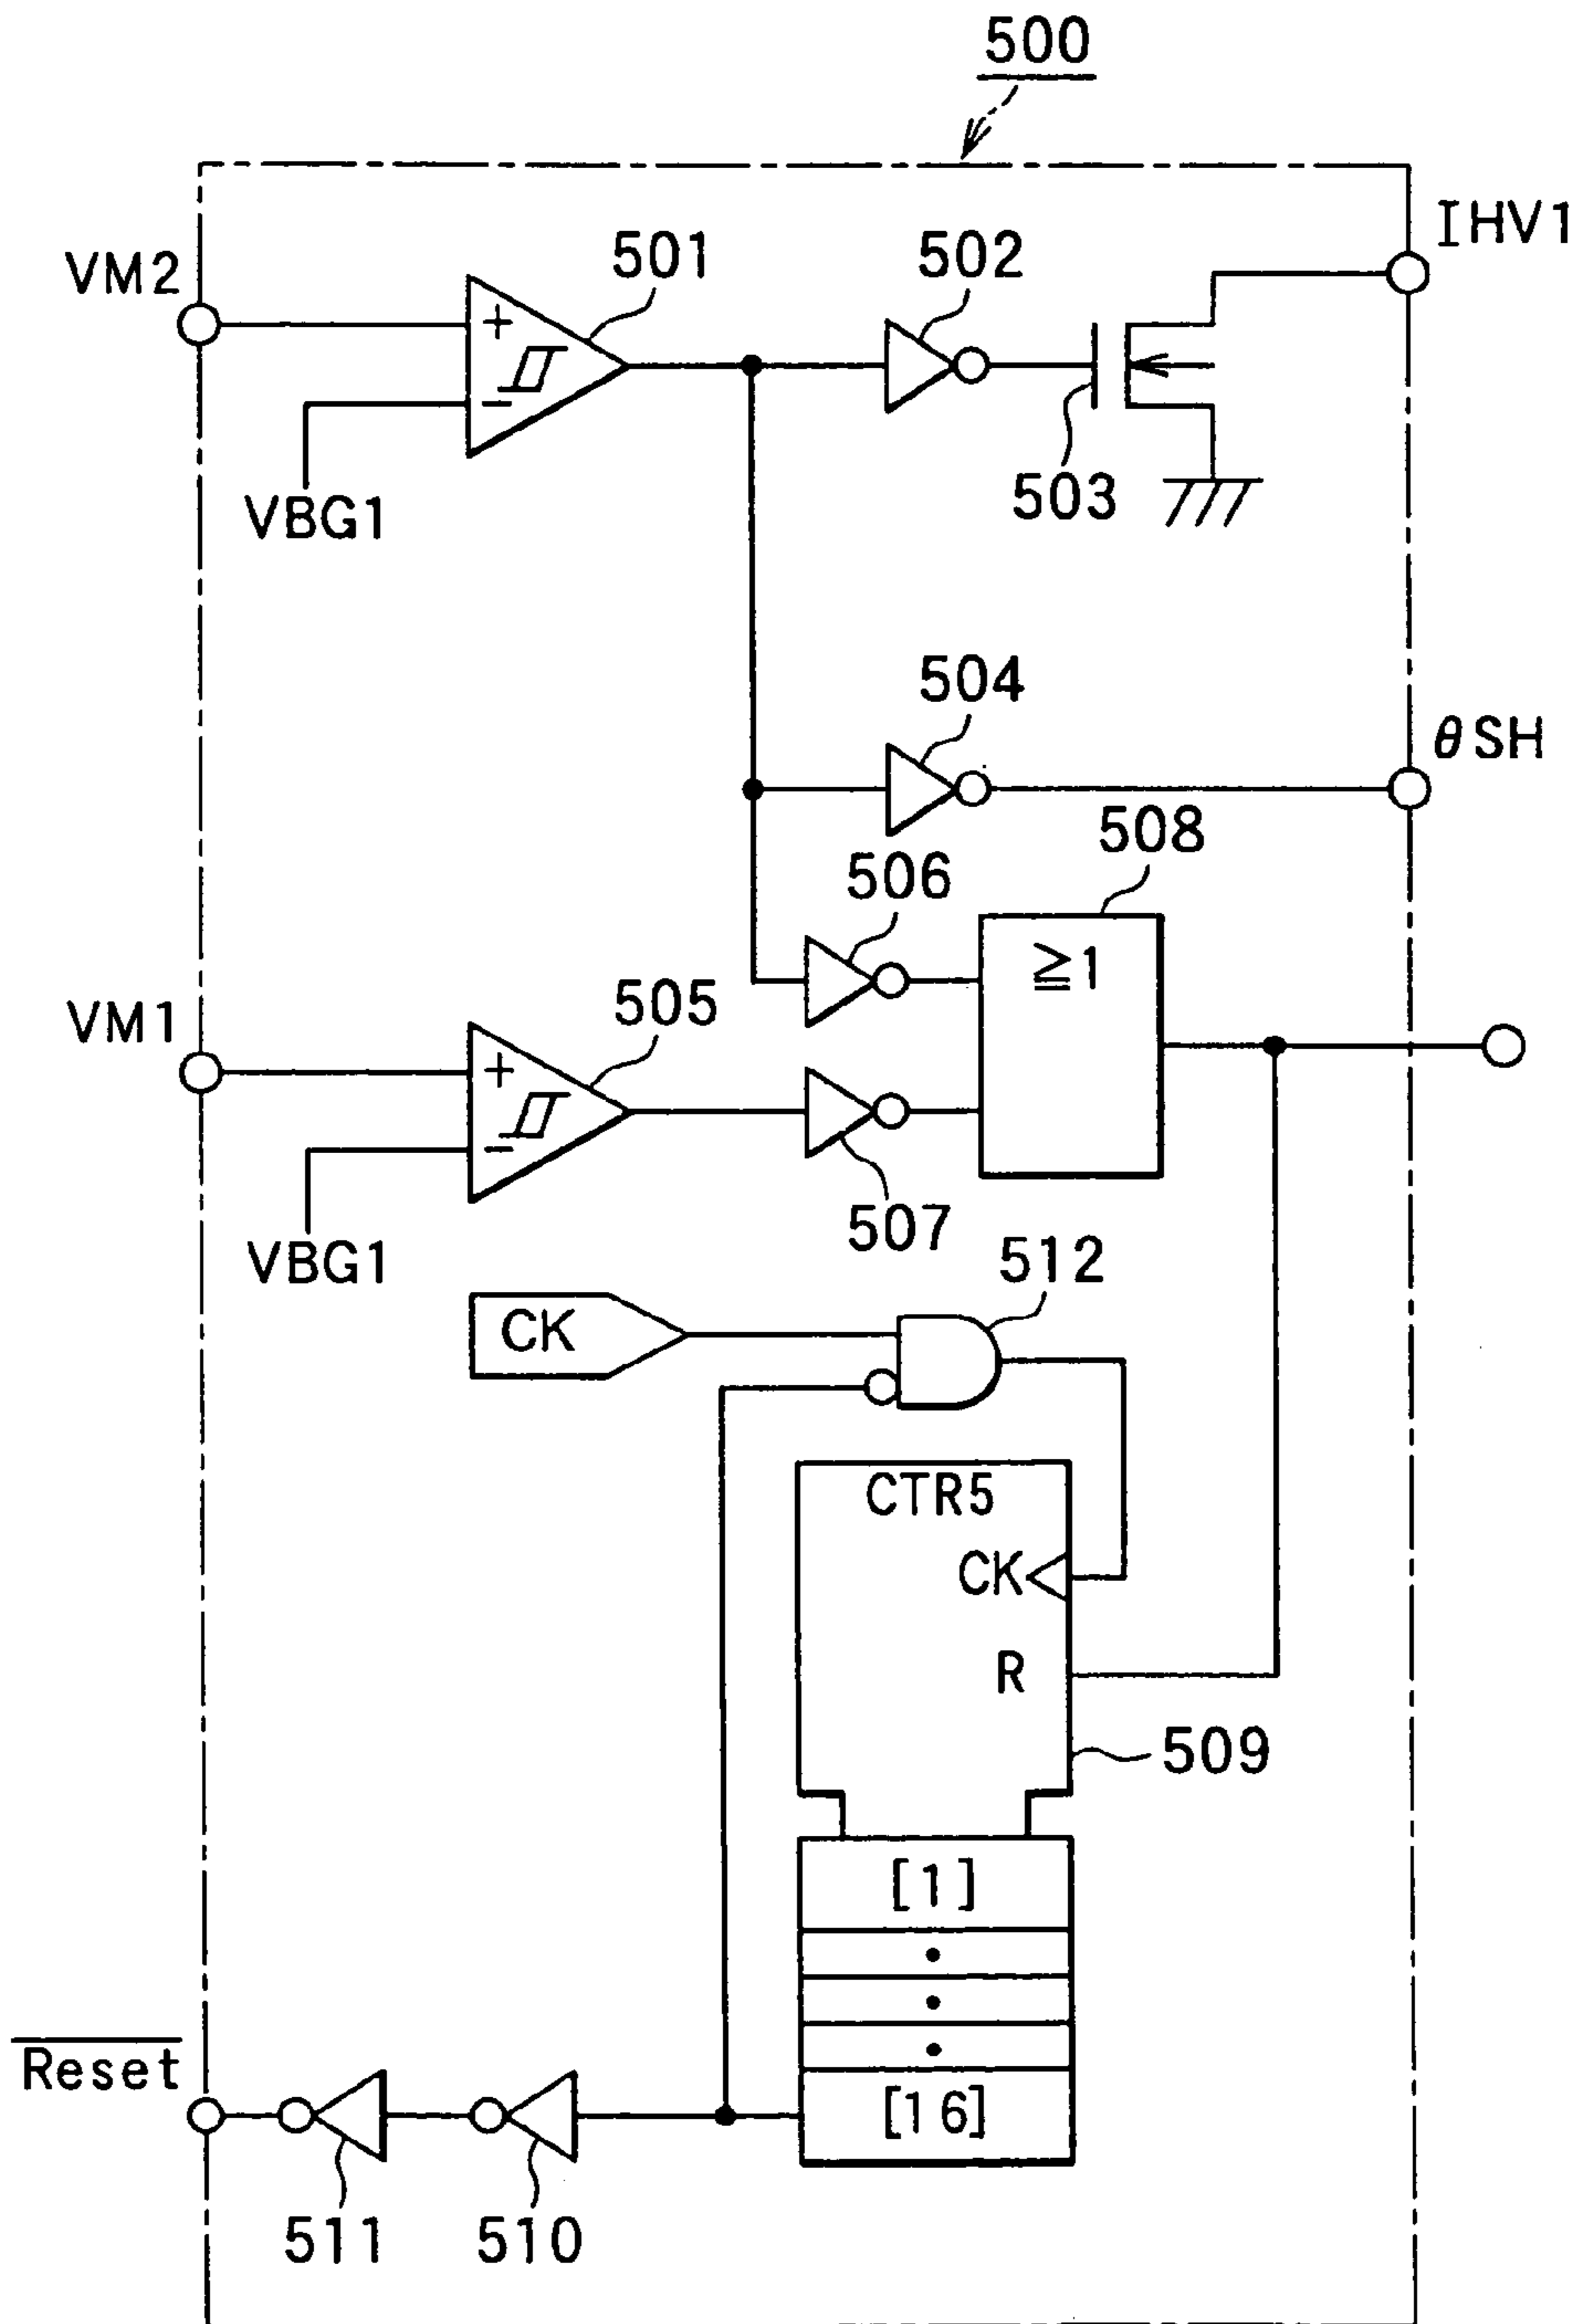 500
IHV1
VM2
501
502
+
−
503
VBG1
504
θSH
508
506
≧1
VM1
505
+
−
507
VBG1
512
CK
CTR5
CK
R
509
[1]
•
•
•
[16]
Reset
511
510